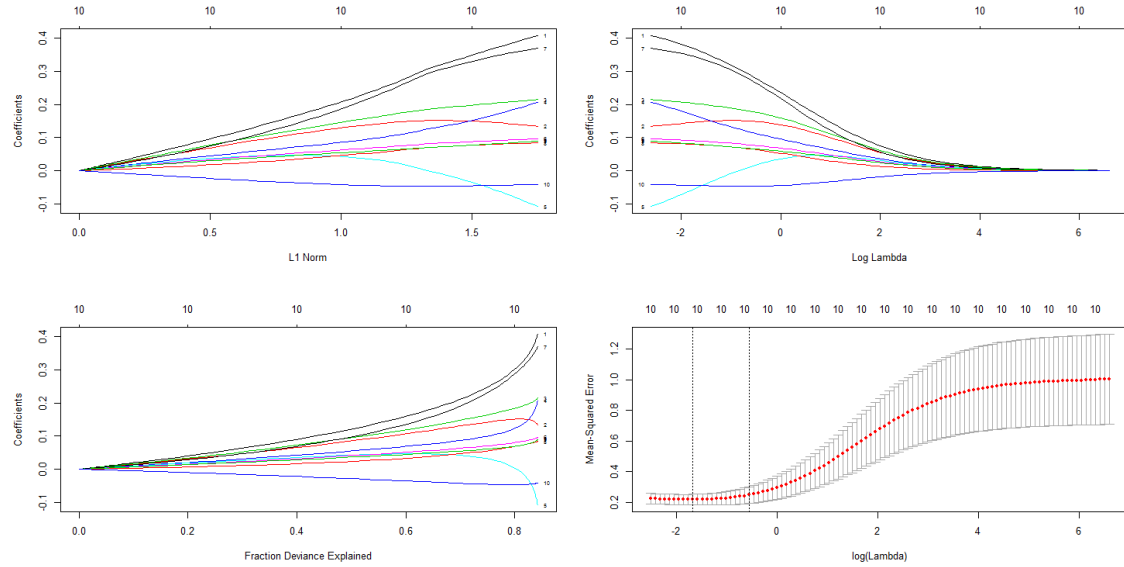 10 10 10 10
Coefficients
0.4
0.3
0.2
0.1
0.0
-0.1
1
7
2
10
5
0.0 0.5 1.0 1.5
L1 Norm
10 10 10 10 10
Coefficients
0.4
0.3
0.2
0.1
0.0
-0.1
1
7
2
10
5
-2 0 2 4 6
Log Lambda
10 10 10 10 10
Coefficients
0.4
0.3
0.2
0.1
0.0
-0.1
1
7
2
10
5
0.0 0.2 0.4 0.6 0.8
Fraction Deviance Explained
10 10 10 10 10 10 10 10 10 10 10 10 10 10 10 10
Mean-Squared Error
1.2
1.0
0.8
0.6
0.4
0.2
-2 0 2 4 6
log(Lambda)